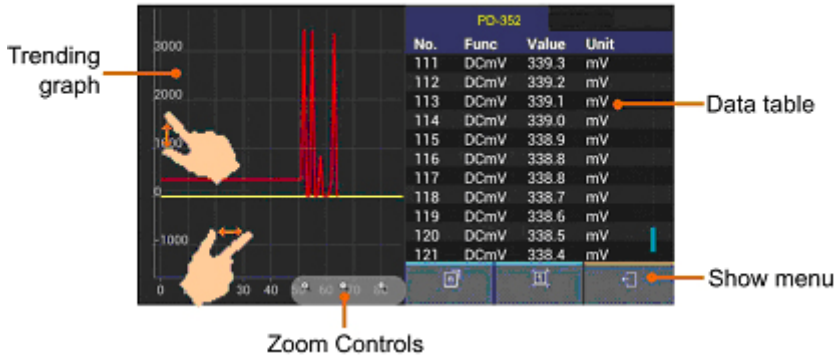 Trending
graph
3000
2000
1000
0
-1000
0
30
40
50
60
70
80
PD-352
No. Func Value Unit
111 DCmV 339.3 mV
112 DCmV 339.2 mV
113 DCmV 339.1 mV
114 DCmV 339.0 mV
115 DCmV 338.9 mV
116 DCmV 338.8 mV
117 DCmV 338.8 mV
118 DCmV 338.7 mV
119 DCmV 338.6 mV
120 DCmV 338.5 mV
121 DCmV 338.4 mV
Data table
Show menu
Zoom Controls